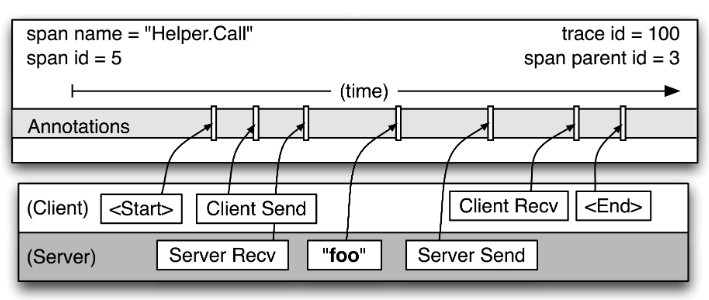 span name = "Helper.Call"
trace id = 100
span id = 5
span parent id = 3
(time)
Annotations
(Client)
<Start>
Client Send
Client Recv
<End>
(Server)
Server Recv
"foo"
Server Send